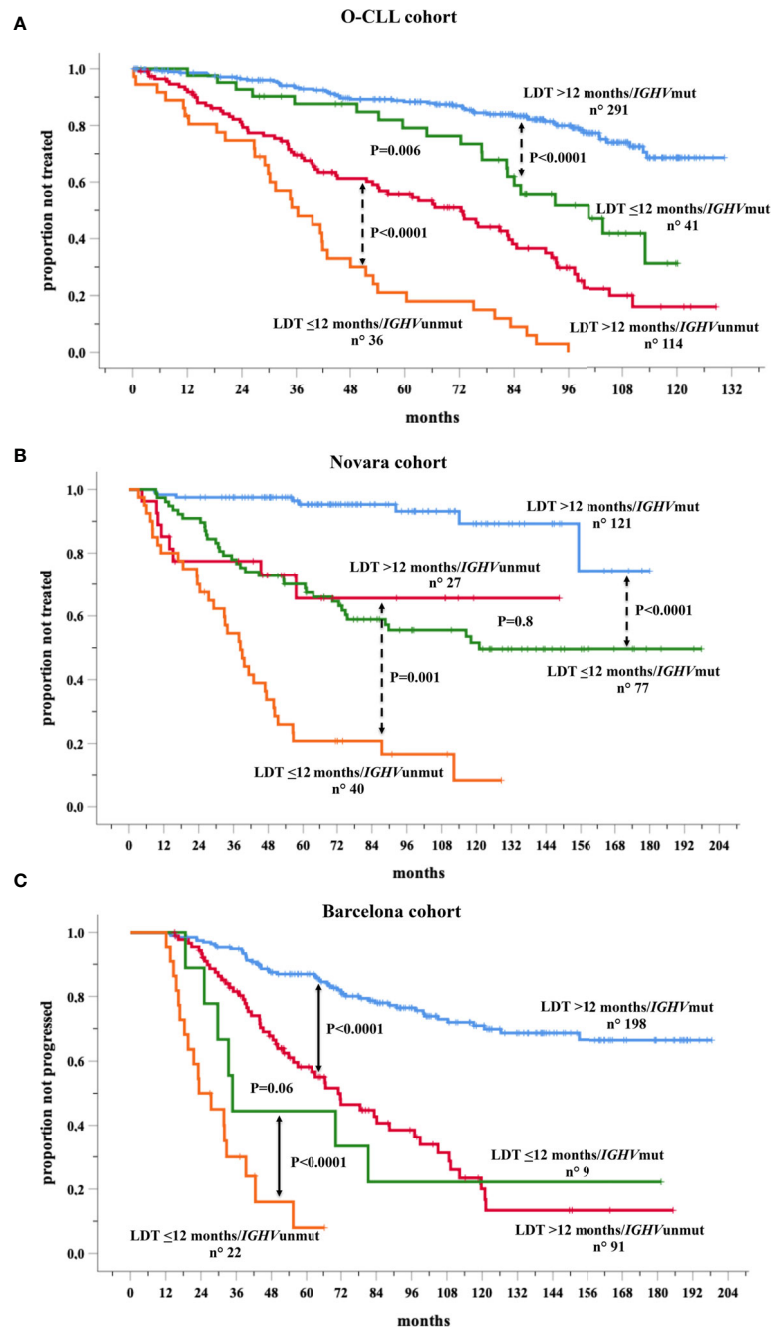 A
O-CLL cohort
proportion not treated
1.0
0.8
0.6
0.4
0.2
0.0
LDT >12 months/IGHVmut
n° 291
P=0.006
P<0.0001
P<0.0001
LDT ≤12 months/IGHVmut
n° 41
LDT ≤12 months/IGHVunmut
n° 36
LDT >12 months/IGHVunmut
n° 114
0 12 24 36 48 60 72 84 96 108 120 132
months
B
Novara cohort
proportion not treated
1.0
0.8
0.6
0.4
0.2
0.0
LDT >12 months/IGHVmut
n° 121
LDT >12 months/IGHVunmut
n° 27
P<0.0001
P=0.8
P=0.001
LDT ≤12 months/IGHVmut
n° 77
LDT ≤12 months/IGHVunmut
n° 40
0 12 24 36 48 60 72 84 96 108 120 132 144 156 168 180 192 204
months
C
Barcelona cohort
proportion not progressed
1.0
0.8
0.6
0.4
0.2
0.0
LDT >12 months/IGHVmut
n° 198
P<0.0001
P=0.06
P<0.0001
LDT ≤12 months/IGHVmut
n° 9
LDT ≤12 months/IGHVunmut
n° 22
LDT >12 months/IGHVunmut
n° 91
0 12 24 36 48 60 72 84 96 108 120 132 144 156 168 180 192 204
months